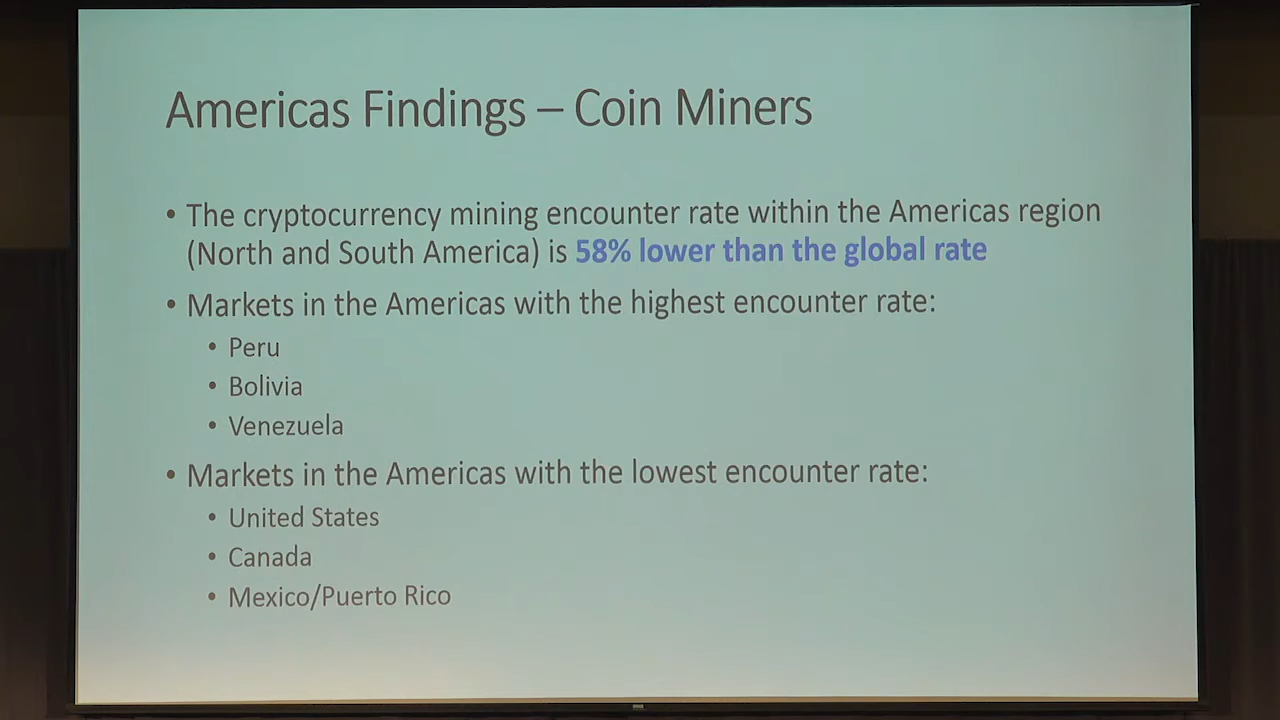 Americas Findings – Coin Miners
• The cryptocurrency mining encounter rate within the Americas region
(North and South America) is 58% lower than the global rate
• Markets in the Americas with the highest encounter rate:
• Peru
• Bolivia
• Venezuela
• Markets in the Americas with the lowest encounter rate:
• United States
• Canada
• Mexico/Puerto Rico